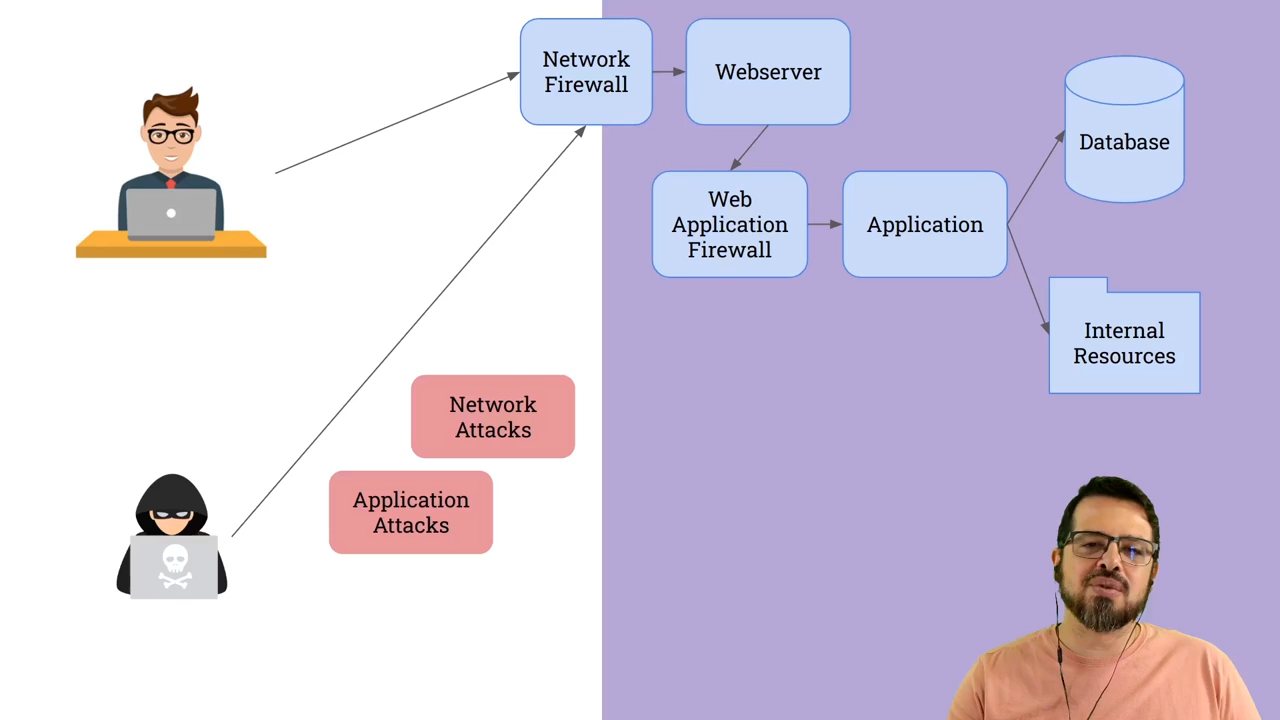 Network
Firewall
Webserver
Database
Web
Application
Firewall
Application
Internal
Resources
Network
Attacks
Application
Attacks